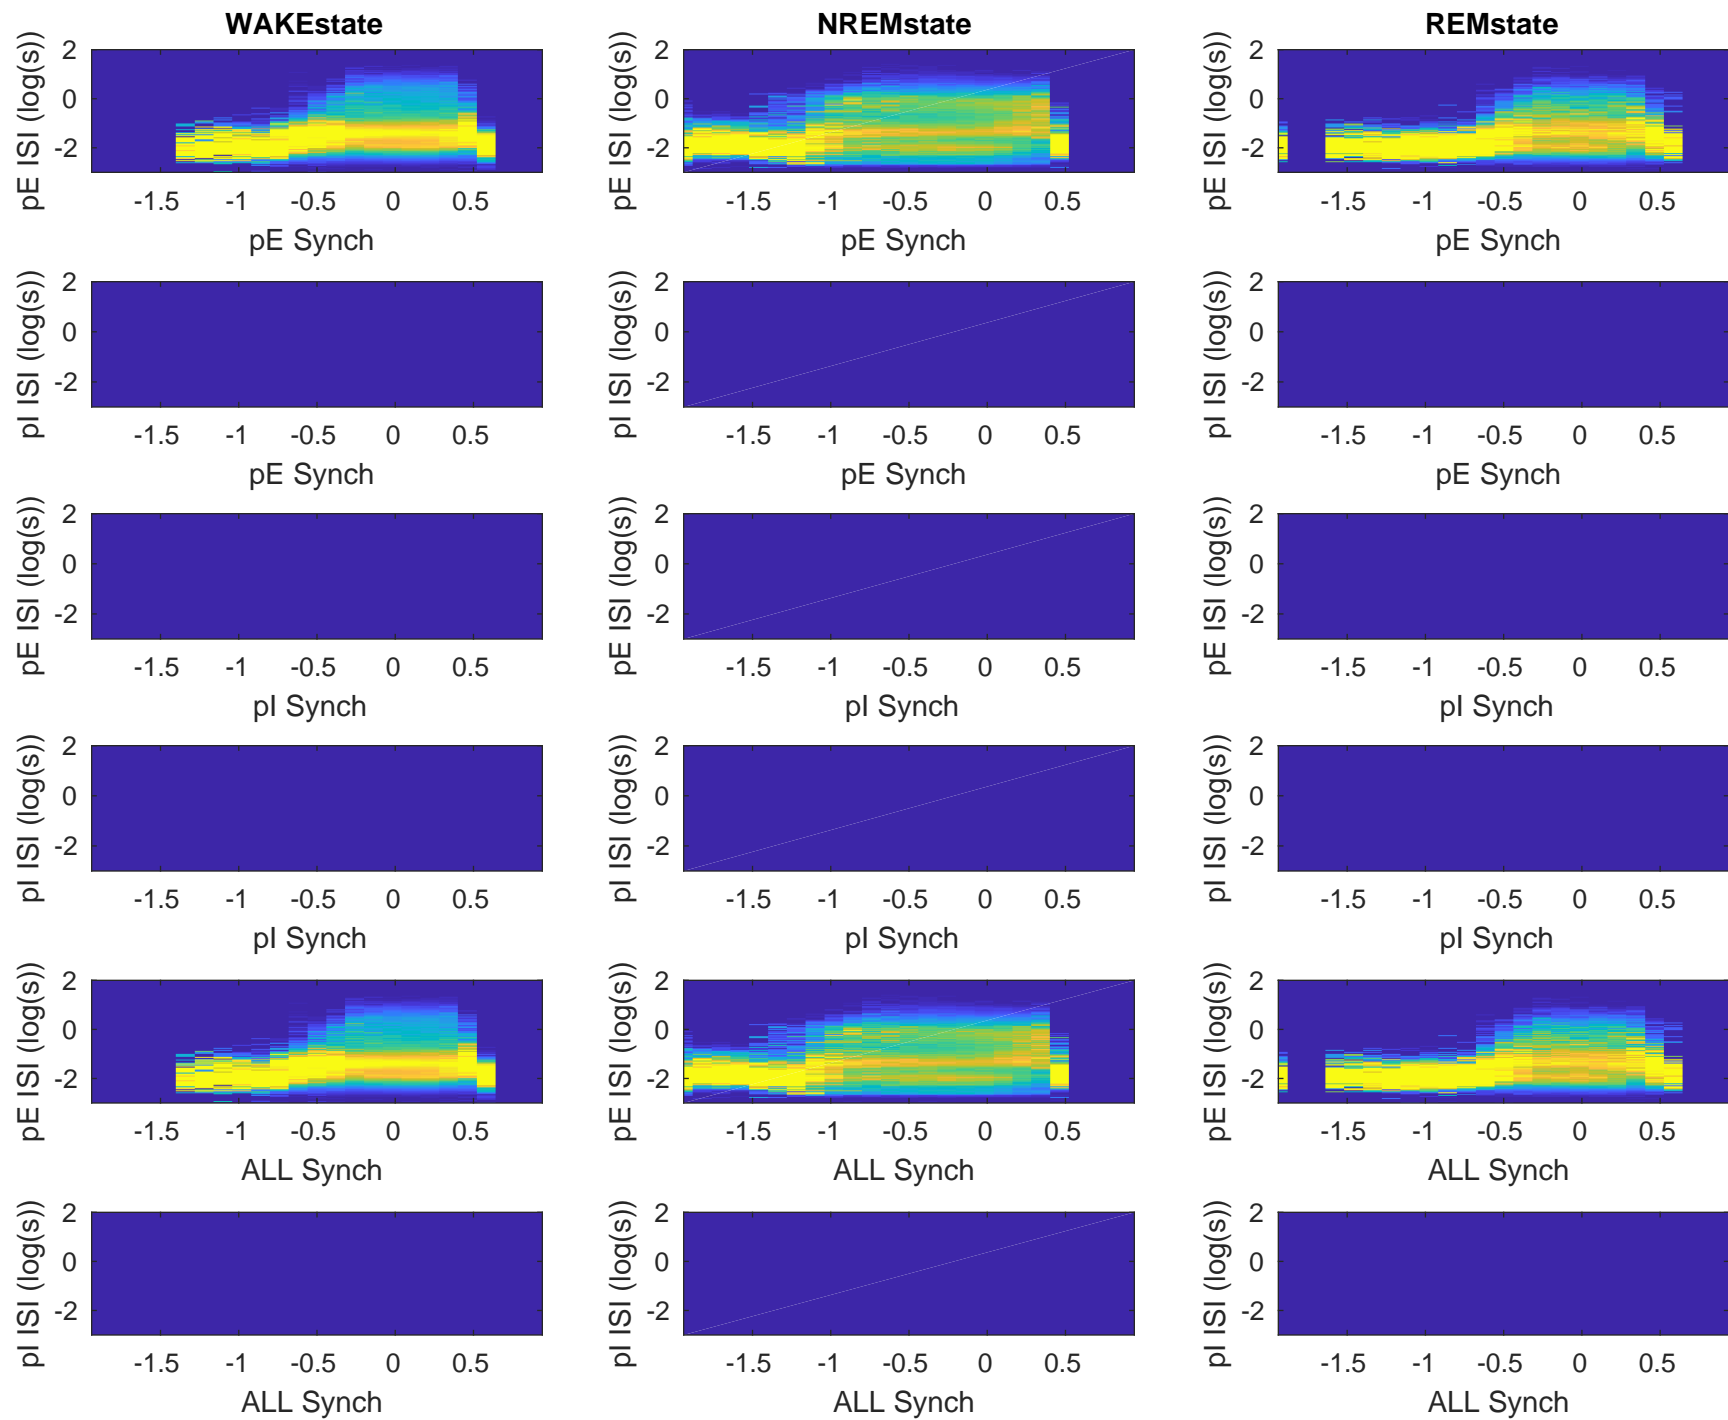 WAKEstate NREMstate REMstate
pE ISI (log(s)) 2 0 -2 pE ISI (log(s)) 2 0 -2 pE ISI (log(s)) 2 0 -2
-1.5 -1 -0.5 0 0.5 -1.5 -1 -0.5 0 0.5 -1.5 -1 -0.5 0 0.5
pE Synch pE Synch pE Synch
pI ISI (log(s)) 2 0 -2 pI ISI (log(s)) 2 0 -2 pI ISI (log(s)) 2 0 -2
-1.5 -1 -0.5 0 0.5 -1.5 -1 -0.5 0 0.5 -1.5 -1 -0.5 0 0.5
pE Synch pE Synch pE Synch
pE ISI (log(s)) 2 0 -2 pE ISI (log(s)) 2 0 -2 pE ISI (log(s)) 2 0 -2
-1.5 -1 -0.5 0 0.5 -1.5 -1 -0.5 0 0.5 -1.5 -1 -0.5 0 0.5
pI Synch pI Synch pI Synch
pI ISI (log(s)) 2 0 -2 pI ISI (log(s)) 2 0 -2 pI ISI (log(s)) 2 0 -2
-1.5 -1 -0.5 0 0.5 -1.5 -1 -0.5 0 0.5 -1.5 -1 -0.5 0 0.5
pI Synch pI Synch pI Synch
pE ISI (log(s)) 2 0 -2 pE ISI (log(s)) 2 0 -2 pE ISI (log(s)) 2 0 -2
-1.5 -1 -0.5 0 0.5 -1.5 -1 -0.5 0 0.5 -1.5 -1 -0.5 0 0.5
ALL Synch ALL Synch ALL Synch
pI ISI (log(s)) 2 0 -2 pI ISI (log(s)) 2 0 -2 pI ISI (log(s)) 2 0 -2
-1.5 -1 -0.5 0 0.5 -1.5 -1 -0.5 0 0.5 -1.5 -1 -0.5 0 0.5
ALL Synch ALL Synch ALL Synch